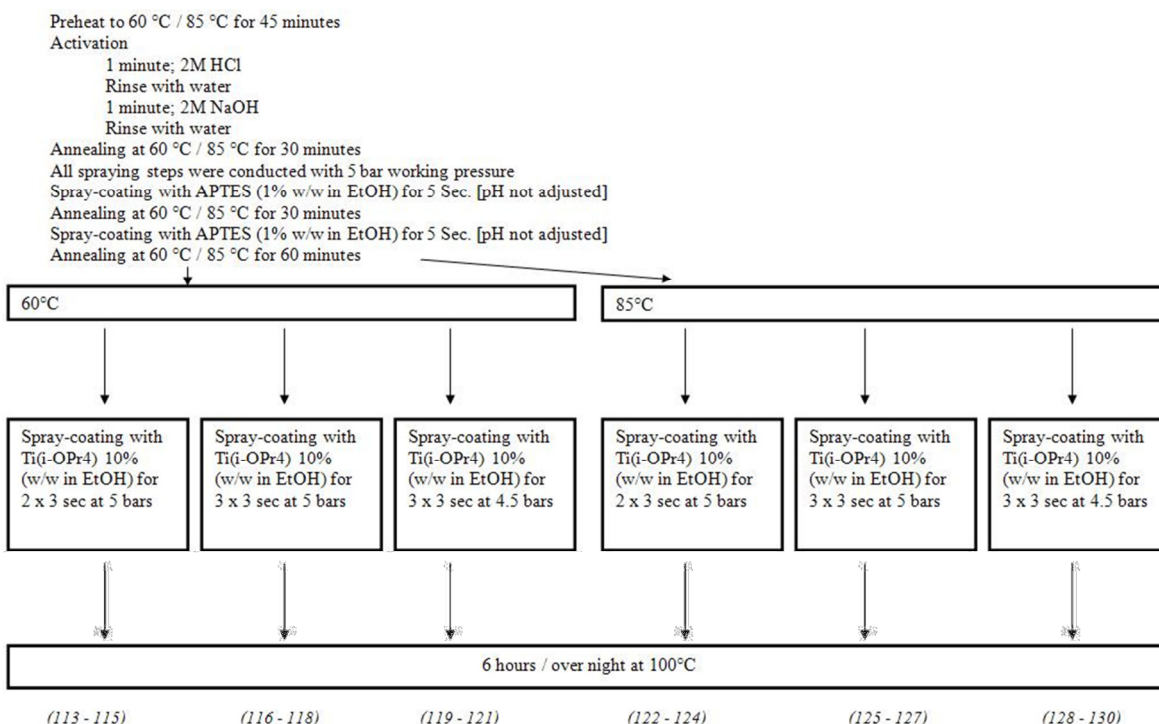 Preheat to 60 °C / 85 °C for 45 minutes
Activation
1 minute; 2M HCl
Rinse with water
1 minute; 2M NaOH
Rinse with water
Annealing at 60 °C / 85 °C for 30 minutes
All spraying steps were conducted with 5 bar working pressure
Spray-coating with APTES (1% w/w in EtOH) for 5 Sec. [pH not adjusted]
Annealing at 60 °C / 85 °C for 30 minutes
Spray-coating with APTES (1% w/w in EtOH) for 5 Sec. [pH not adjusted]
Annealing at 60 °C / 85 °C for 60 minutes
60°C
85°C
Spray-coating with
Ti(i-OPr4) 10%
(w/w in EtOH) for
2 x 3 sec at 5 bars
Spray-coating with
Ti(i-OPr4) 10%
(w/w in EtOH) for
3 x 3 sec at 5 bars
Spray-coating with
Ti(i-OPr4) 10%
(w/w in EtOH) for
3 x 3 sec at 4.5 bars
Spray-coating with
Ti(i-OPr4) 10%
(w/w in EtOH) for
2 x 3 sec at 5 bars
Spray-coating with
Ti(i-OPr4) 10%
(w/w in EtOH) for
3 x 3 sec at 5 bars
Spray-coating with
Ti(i-OPr4) 10%
(w/w in EtOH) for
3 x 3 sec at 4.5 bars
6 hours / over night at 100°C
(113 - 115)
(116 - 118)
(119 - 121)
(122 - 124)
(125 - 127)
(128 - 130)